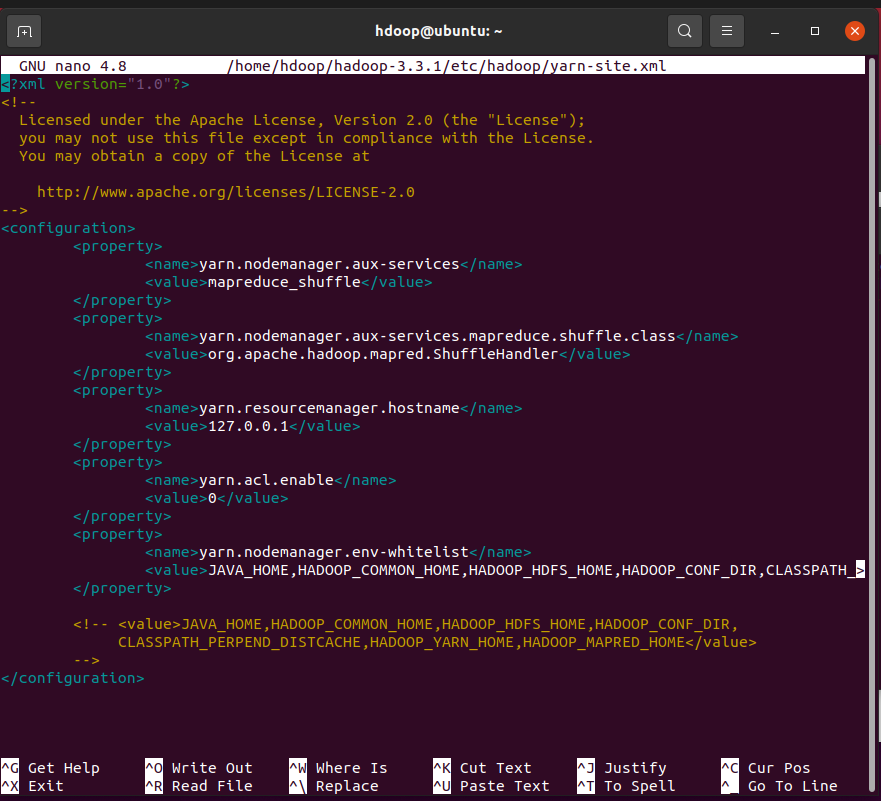 hdoop@ubuntu: ~
GNU nano 4.8 /home/hdoop/hadoop-3.3.1/etc/hadoop/yarn-site.xml
<?xml version="1.0"?>
<!--
  Licensed under the Apache License, Version 2.0 (the "License");
  you may not use this file except in compliance with the License.
  You may obtain a copy of the License at
    http://www.apache.org/licenses/LICENSE-2.0
-->
<configuration>
        <property>
                <name>yarn.nodemanager.aux-services</name>
                <value>mapreduce_shuffle</value>
        </property>
        <property>
                <name>yarn.nodemanager.aux-services.mapreduce.shuffle.class</name>
                <value>org.apache.hadoop.mapred.ShuffleHandler</value>
        </property>
        <property>
                <name>yarn.resourcemanager.hostname</name>
                <value>127.0.0.1</value>
        </property>
        <property>
                <name>yarn.acl.enable</name>
                <value>0</value>
        </property>
        <property>
                <name>yarn.nodemanager.env-whitelist</name>
                <value>JAVA_HOME,HADOOP_COMMON_HOME,HADOOP_HDFS_HOME,HADOOP_CONF_DIR,CLASSPATH_>
        </property>
        <!-- <value>JAVA_HOME,HADOOP_COMMON_HOME,HADOOP_HDFS_HOME,HADOOP_CONF_DIR,
             CLASSPATH_PERPEND_DISTCACHE,HADOOP_YARN_HOME,HADOOP_MAPRED_HOME</value>
        -->
</configuration>
^G Get Help ^O Write Out ^W Where Is ^K Cut Text ^J Justify ^C Cur Pos
^X Exit ^R Read File ^\ Replace ^U Paste Text ^T To Spell ^_ Go To Line